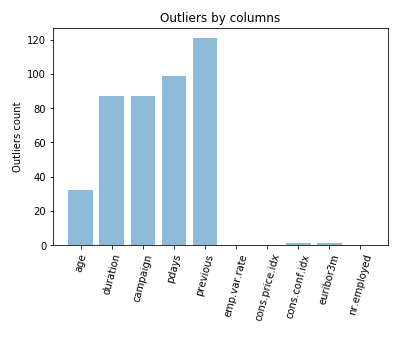 Outliers by columns
Outliers count
120
100
80
60
40
20
0
age
duration
campaign
pdays
previous
emp.var.rate
cons.price.idx
cons.conf.idx
euribor3m
nr.employed